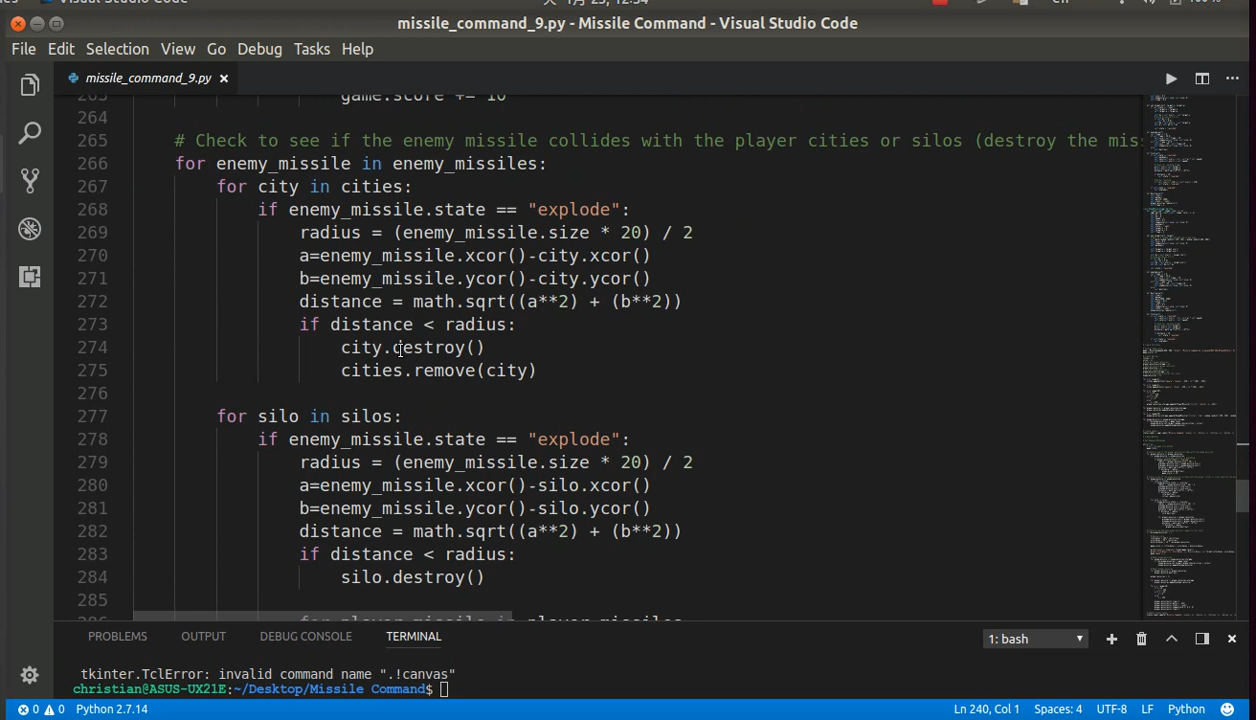 missile_command_9.py - Missile Command - Visual Studio Code
File Edit Selection View Go Debug Tasks Help
missile_command_9.py
game.score += 10
264
265 # Check to see if the enemy missile collides with the player cities or silos (destroy the mis
266 for enemy_missile in enemy_missiles:
267 for city in cities:
268 if enemy_missile.state == "explode":
269 radius = (enemy_missile.size * 20) / 2
270 a=enemy_missile.xcor()-city.xcor()
271 b=enemy_missile.ycor()-city.ycor()
272 distance = math.sqrt((a**2) + (b**2))
273 if distance < radius:
274 city.destroy()
275 cities.remove(city)
276
277 for silo in silos:
278 if enemy_missile.state == "explode":
279 radius = (enemy_missile.size * 20) / 2
280 a=enemy_missile.xcor()-silo.xcor()
281 b=enemy_missile.ycor()-silo.ycor()
282 distance = math.sqrt((a**2) + (b**2))
283 if distance < radius:
284 silo.destroy()
285
286 for player_missile in player_missiles
PROBLEMS OUTPUT DEBUG CONSOLE TERMINAL 1: bash
tkinter.TclError: invalid command name ".!canvas"
christian@ASUS-UX21E:~/Desktop/Missile Command$
0 0 Python 2.7.14 Ln 240, Col 1 Spaces: 4 UTF-8 LF Python